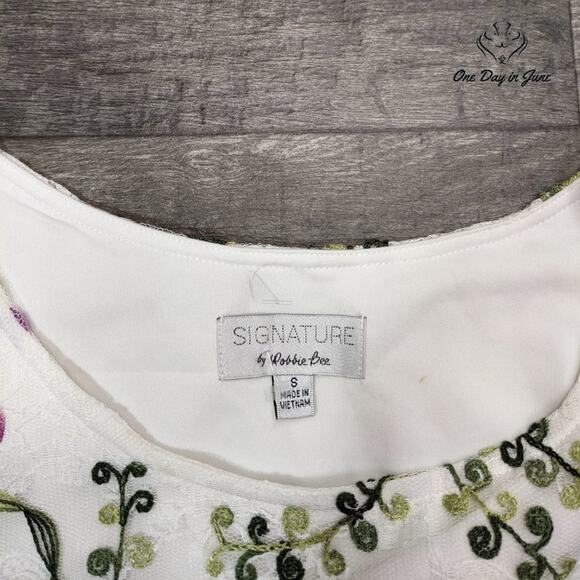 One Day in June
SIGNATURE
by Robbie Bee
S
MADE IN
VIETNAM